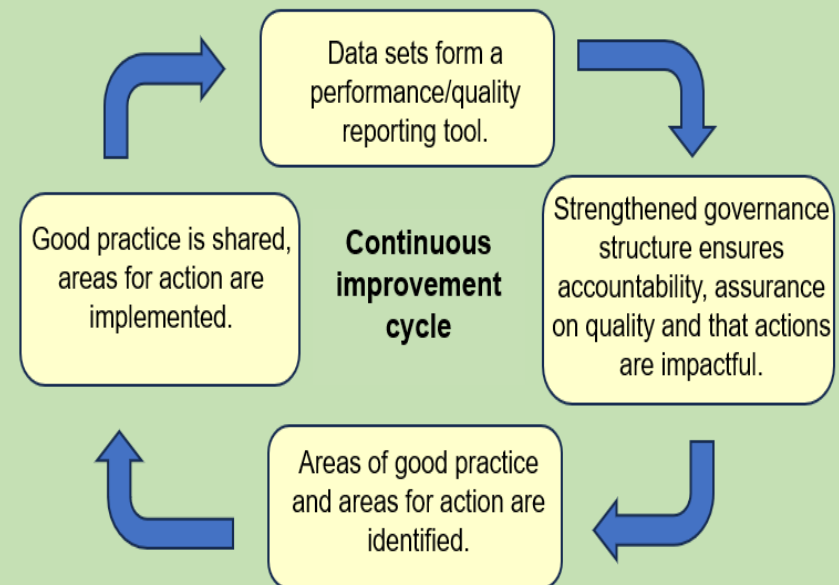 Data sets form a
performance/quality
reporting tool.
Strengthened governance
structure ensures
accountability, assurance
on quality and that actions
are impactful.
Areas of good practice
and areas for action are
identified.
Good practice is shared,
areas for action are
implemented.
Continuous
improvement
cycle